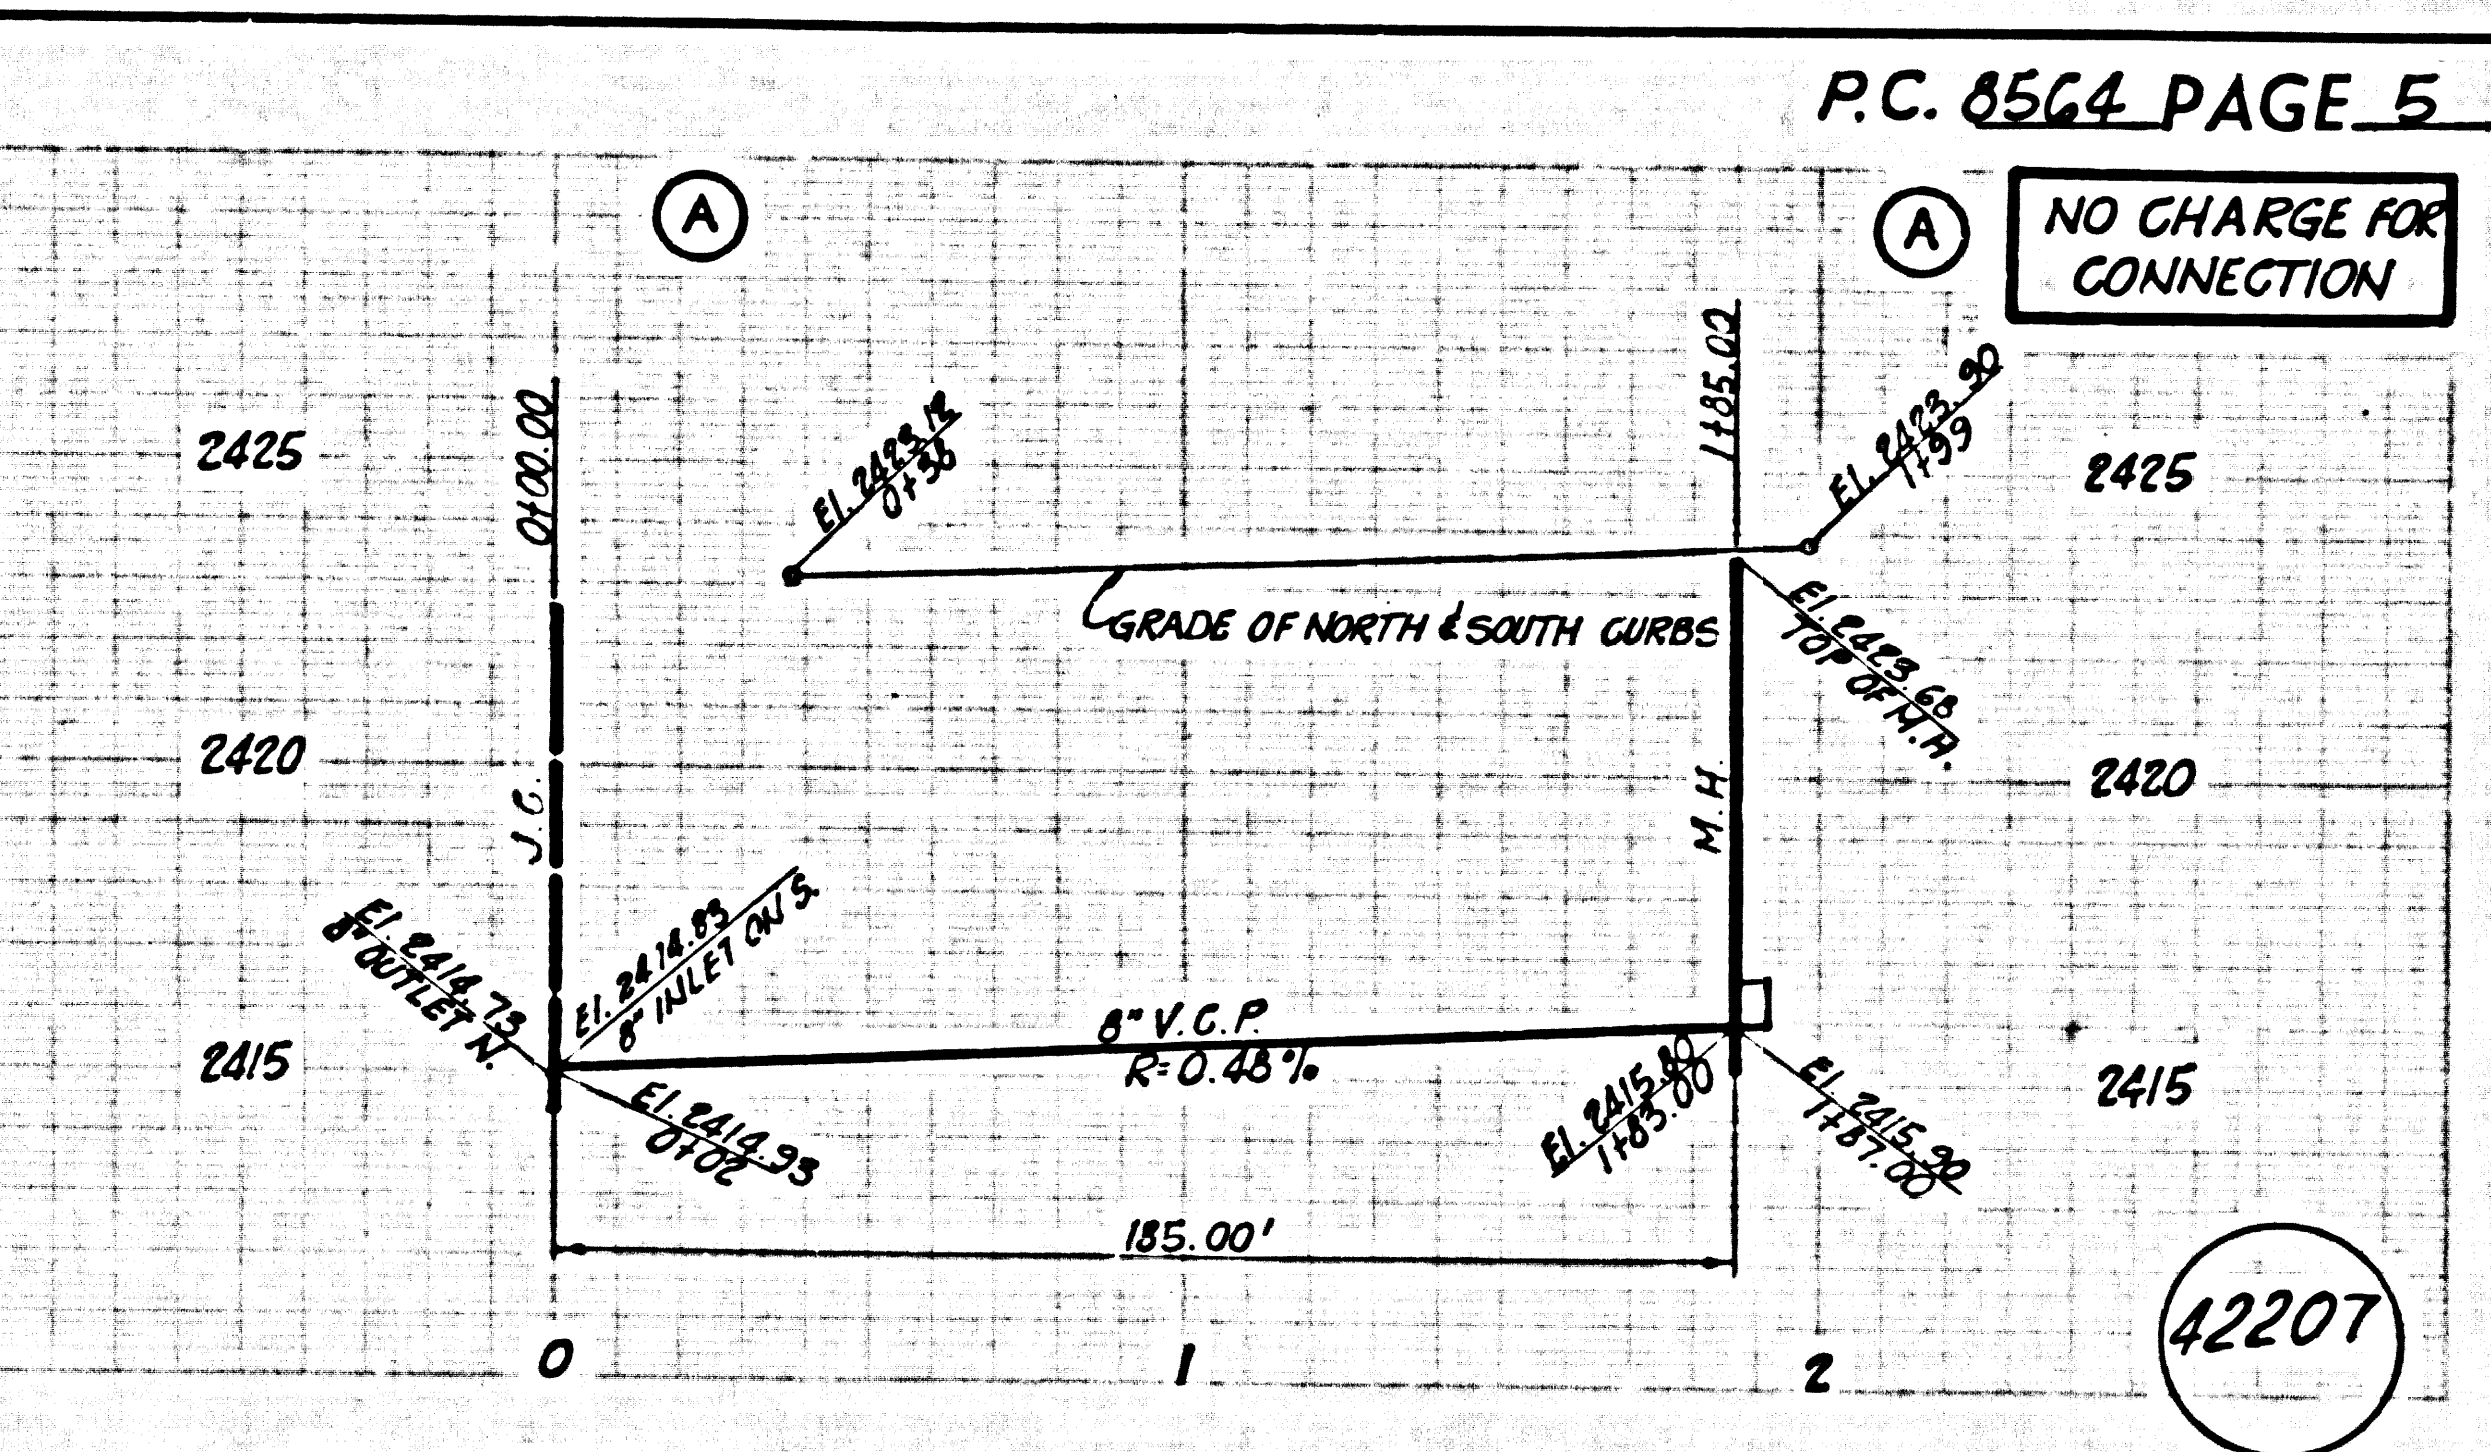 P.C. 8564 PAGE 5
A
A
NO CHARGE FOR
CONNECTION
0+00.00
1+85.00
El. 2423.12
0+38
El. 2423.90
1+99
2425
2425
GRADE OF NORTH & SOUTH CURBS
El. 2423.68
TOP OF M.H.
2420
J.C.
M.H.
2420
El. 2414.73
8" OUTLET N.
El. 2414.83
8" INLET ON S.
8" V.C.P.
R=0.48%
2415
El. 2414.93
0+02
El. 2415.80
1+83.00
El. 2415.90
1+87.00
2415
185.00'
0
1
2
42207